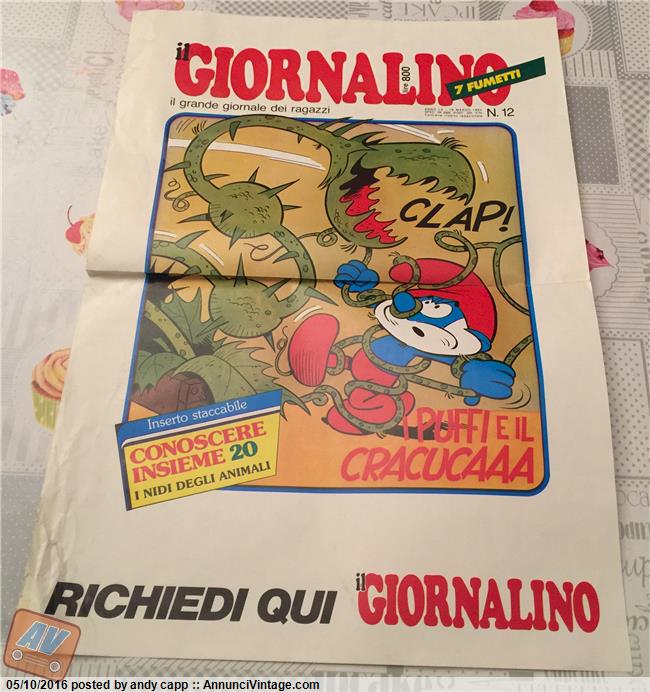 il GIORNALINO
lire 800
7 FUMETTI
il grande giornale dei ragazzi
N. 12
CLAP!
Inserto staccabile
CONOSCERE
INSIEME 20
I NIDI DEGLI ANIMALI
I PUFFI E IL
CRACUCAAA
RICHIEDI QUI il GIORNALINO
AV
05/10/2016 posted by andy capp :: AnnunciVintage.com